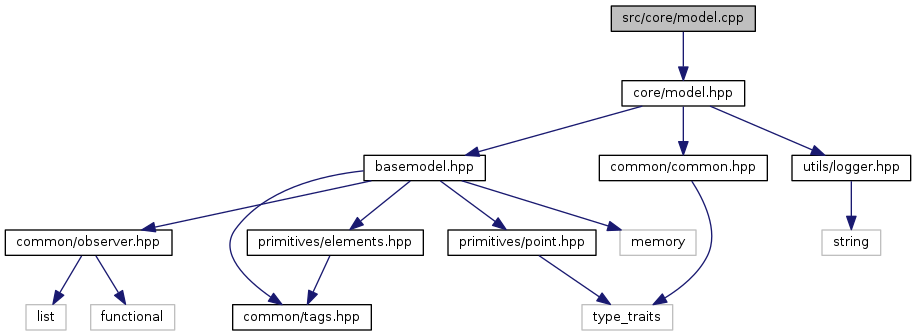 src/core/model.cpp
core/model.hpp
basemodel.hpp
common/common.hpp
utils/logger.hpp
common/observer.hpp
primitives/elements.hpp
primitives/point.hpp
memory
string
list
functional
common/tags.hpp
type_traits